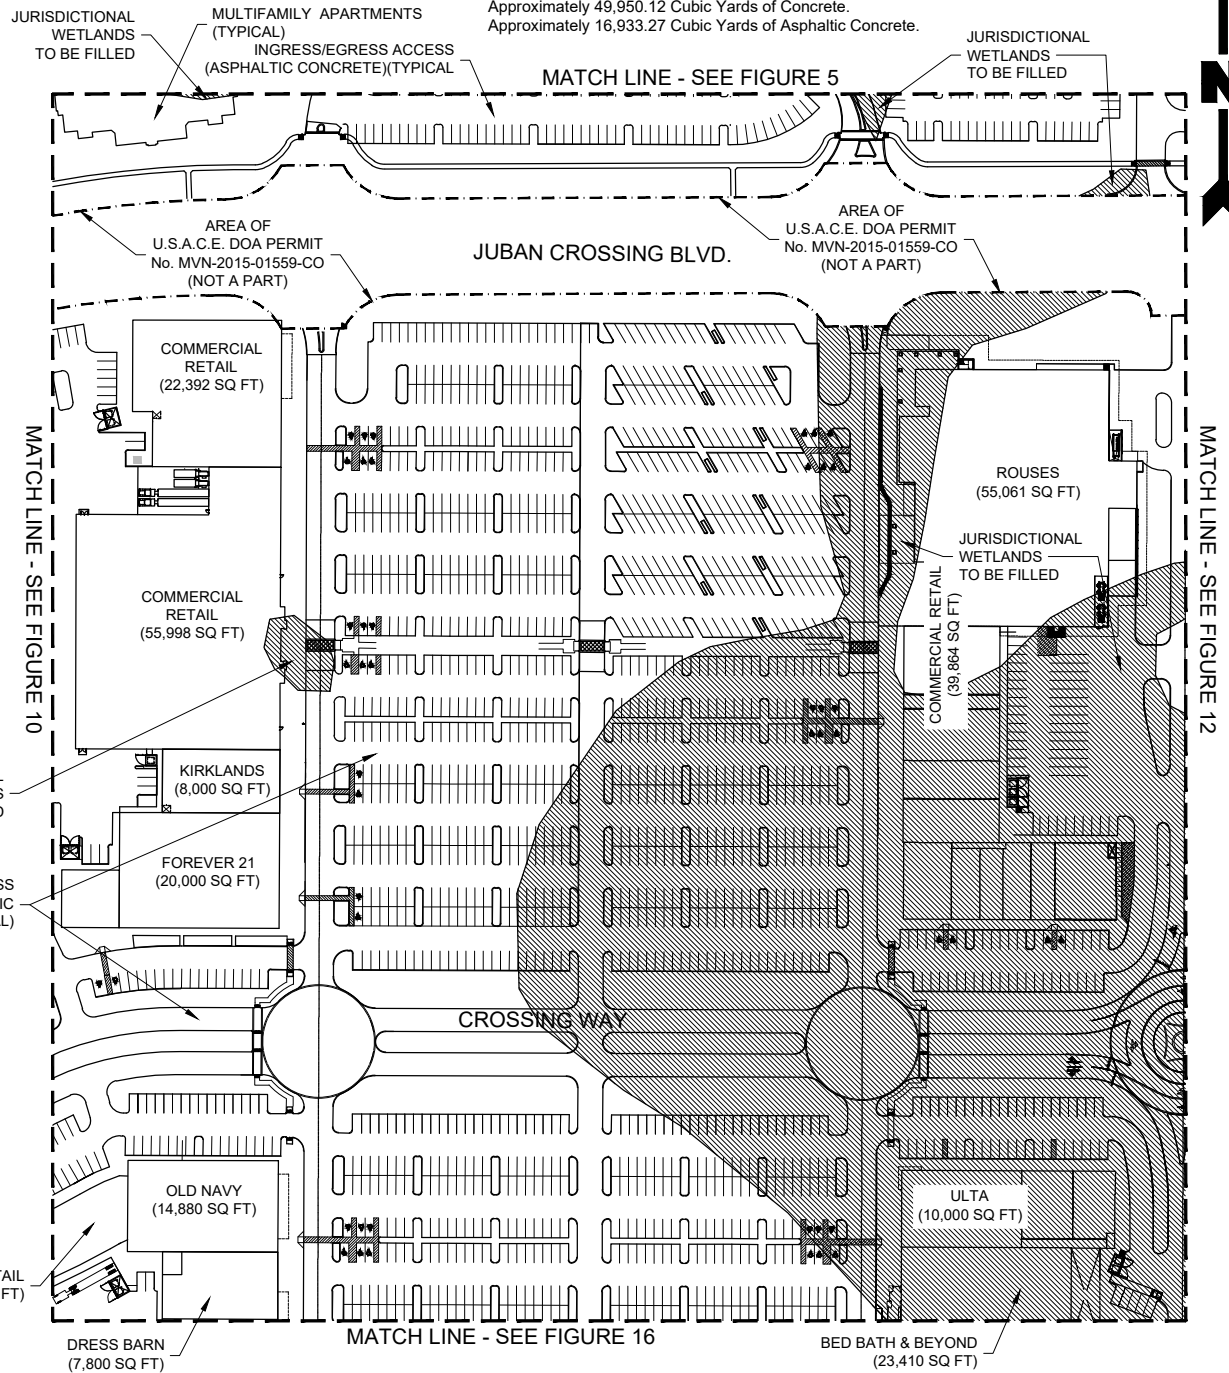 Approximately 49,950.12 Cubic Yards of Concrete.
Approximately 16,933.27 Cubic Yards of Asphaltic Concrete.
JURISDICTIONAL
WETLANDS
TO BE FILLED
MULTIFAMILY APARTMENTS
(TYPICAL)
INGRESS/EGRESS ACCESS
(ASPHALTIC CONCRETE)(TYPICAL
JURISDICTIONAL
WETLANDS
TO BE FILLED
N
MATCH LINE - SEE FIGURE 5
AREA OF
U.S.A.C.E. DOA PERMIT
No. MVN-2015-01559-CO
(NOT A PART)
JUBAN CROSSING BLVD.
AREA OF
U.S.A.C.E. DOA PERMIT
No. MVN-2015-01559-CO
(NOT A PART)
COMMERCIAL
RETAIL
(22,392 SQ FT)
MATCH LINE - SEE FIGURE 10
ROUSES
(55,061 SQ FT)
MATCH LINE - SEE FIGURE 12
JURISDICTIONAL
WETLANDS
TO BE FILLED
COMMERCIAL
RETAIL
(55,998 SQ FT)
COMMERCIAL RETAIL
(39,864 SQ FT)
KIRKLANDS
(8,000 SQ FT)
FOREVER 21
(20,000 SQ FT)
CROSSING WAY
OLD NAVY
(14,880 SQ FT)
ULTA
(10,000 SQ FT)
DRESS BARN
(7,800 SQ FT)
MATCH LINE - SEE FIGURE 16
BED BATH & BEYOND
(23,410 SQ FT)